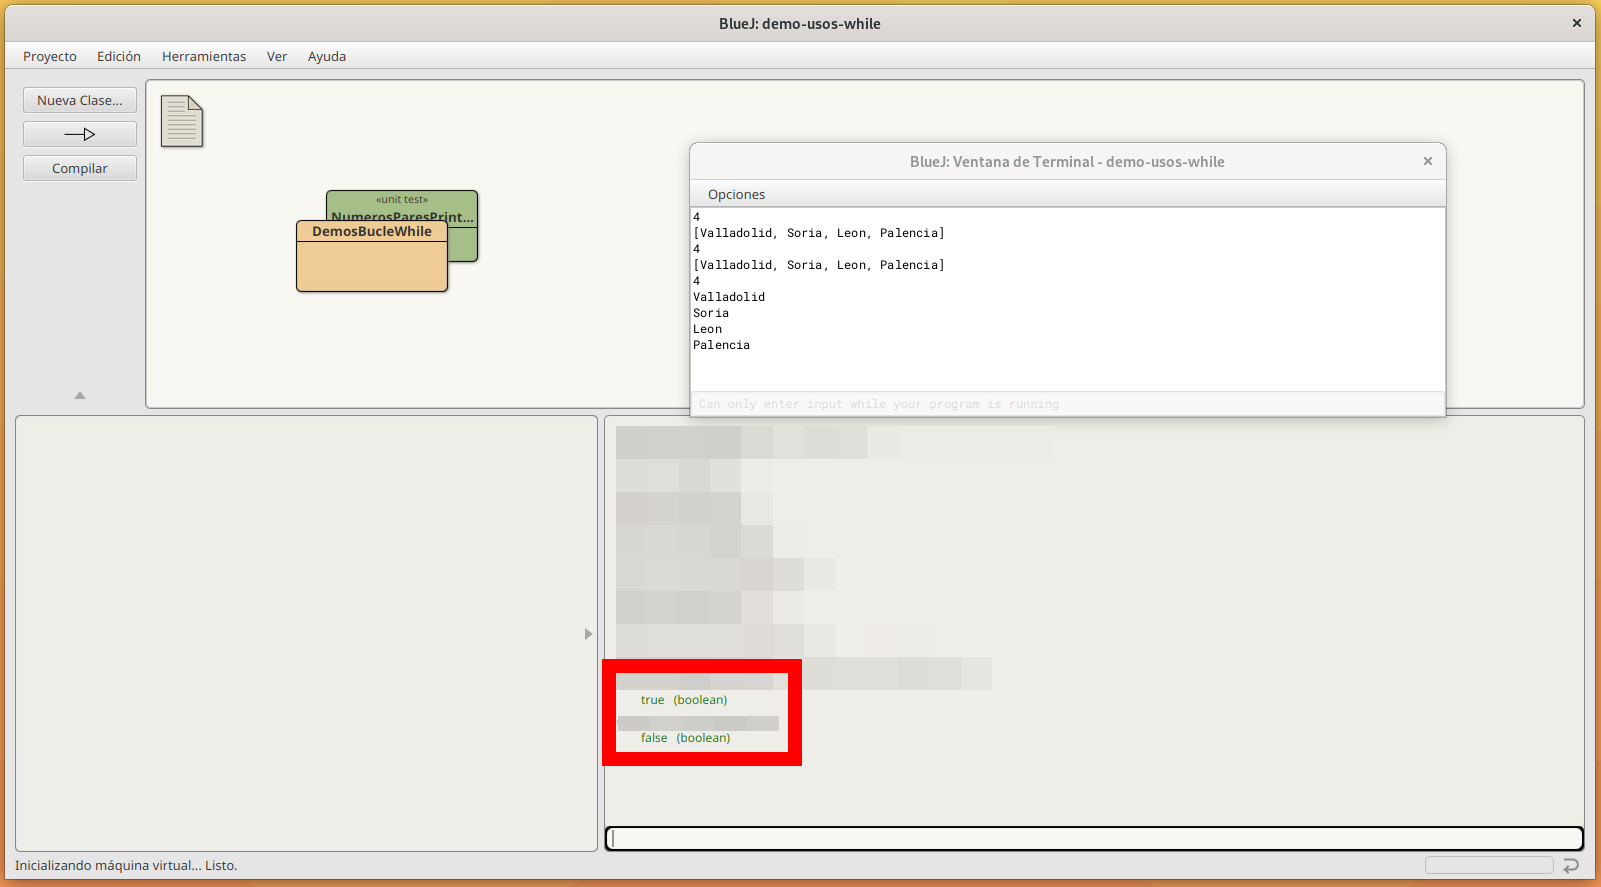 BlueJ: demo-usos-while
Proyecto Edición Herramientas Ver Ayuda
Nueva Clase...
Compilar
«unit test»
NumerosParesPrint...
DemosBucleWhile
BlueJ: Ventana de Terminal - demo-usos-while
Opciones
4
[Valladolid, Soria, Leon, Palencia]
4
[Valladolid, Soria, Leon, Palencia]
4
Valladolid
Soria
Leon
Palencia
Can only enter input while your program is running
true (boolean)
false (boolean)
Inicializando máquina virtual... Listo.